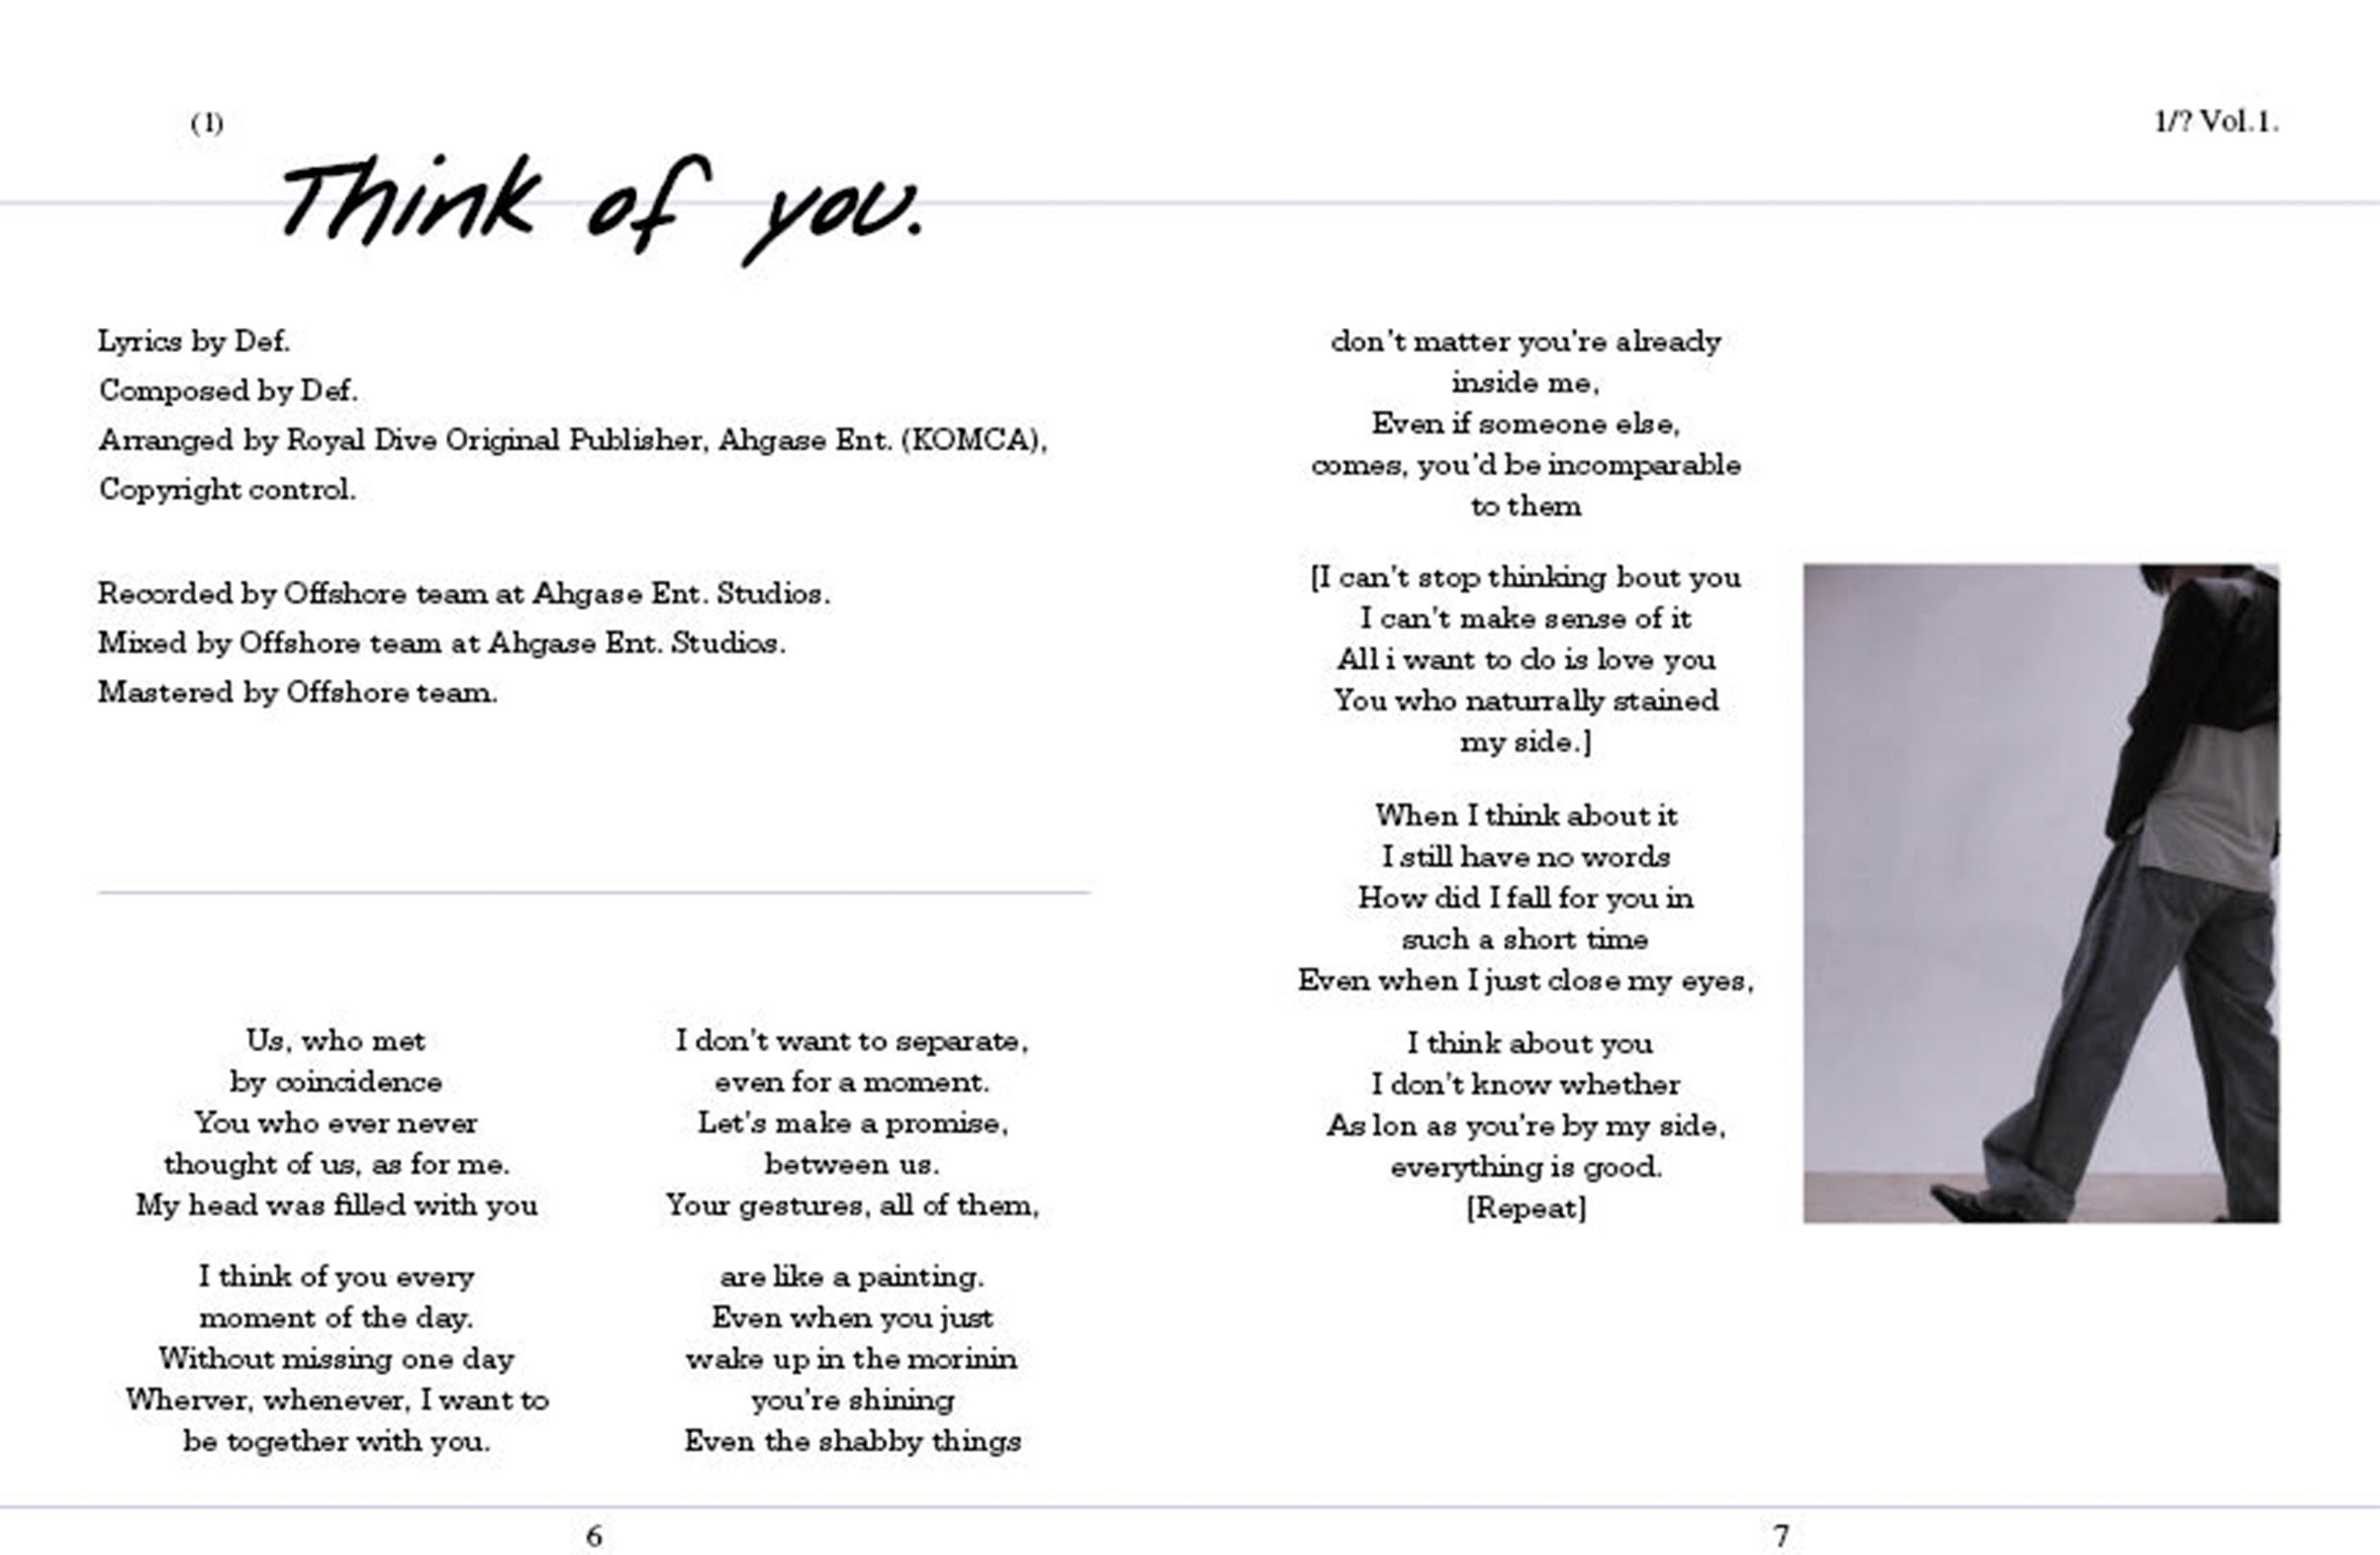 (1)
1/? Vol.1.
Think of you.
Lyrics by Def.
Composed by Def.
Arranged by Royal Dive Original Publisher, Ahgase Ent. (KOMCA),
Copyright control.
Recorded by Offshore team at Ahgase Ent. Studios.
Mixed by Offshore team at Ahgase Ent. Studios.
Mastered by Offshore team.
Us, who met
by coincidence
You who ever never
thought of us, as for me.
My head was filled with you
I think of you every
moment of the day.
Without missing one day
Wherver, whenever, I want to
be together with you.
I don't want to separate,
even for a moment.
Let's make a promise,
between us.
Your gestures, all of them,
are like a painting.
Even when you just
wake up in the morinin
you're shining
Even the shabby things
don't matter you're already
inside me,
Even if someone else,
comes, you'd be incomparable
to them
[I can't stop thinking bout you
I can't make sense of it
All i want to do is love you
You who naturrally stained
my side.]
When I think about it
I still have no words
How did I fall for you in
such a short time
Even when I just close my eyes,
I think about you
I don't know whether
As lon as you're by my side,
everything is good.
[Repeat]
6
7